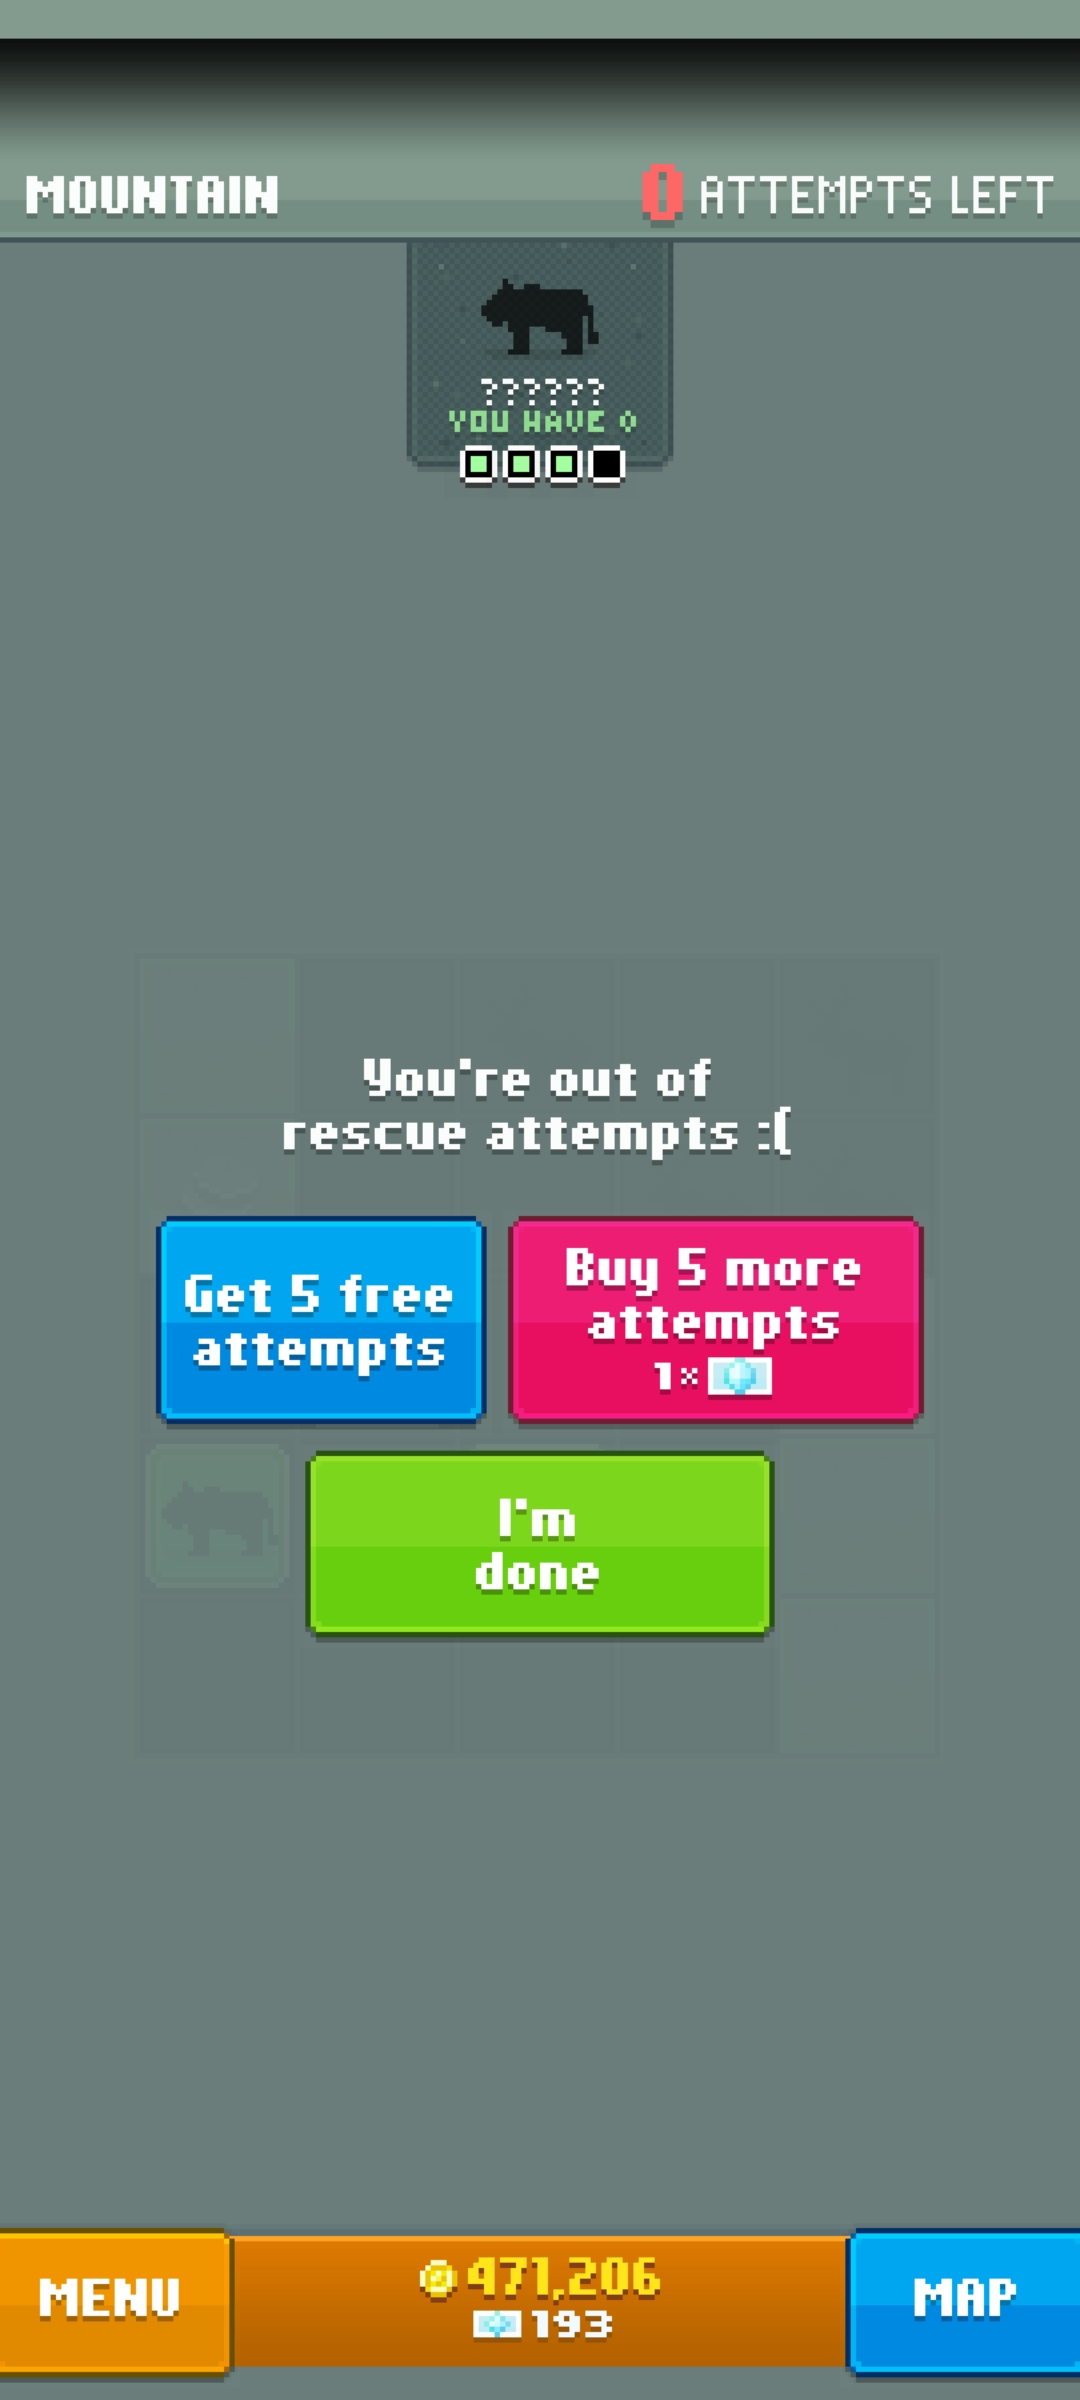 MOUNTAIN
0 ATTEMPTS LEFT
??????
YOU HAVE 0
You're out of
rescue attempts :(
Get 5 free
attempts
Buy 5 more
attempts
1×
I'm
done
MENU
471,206
193
MAP